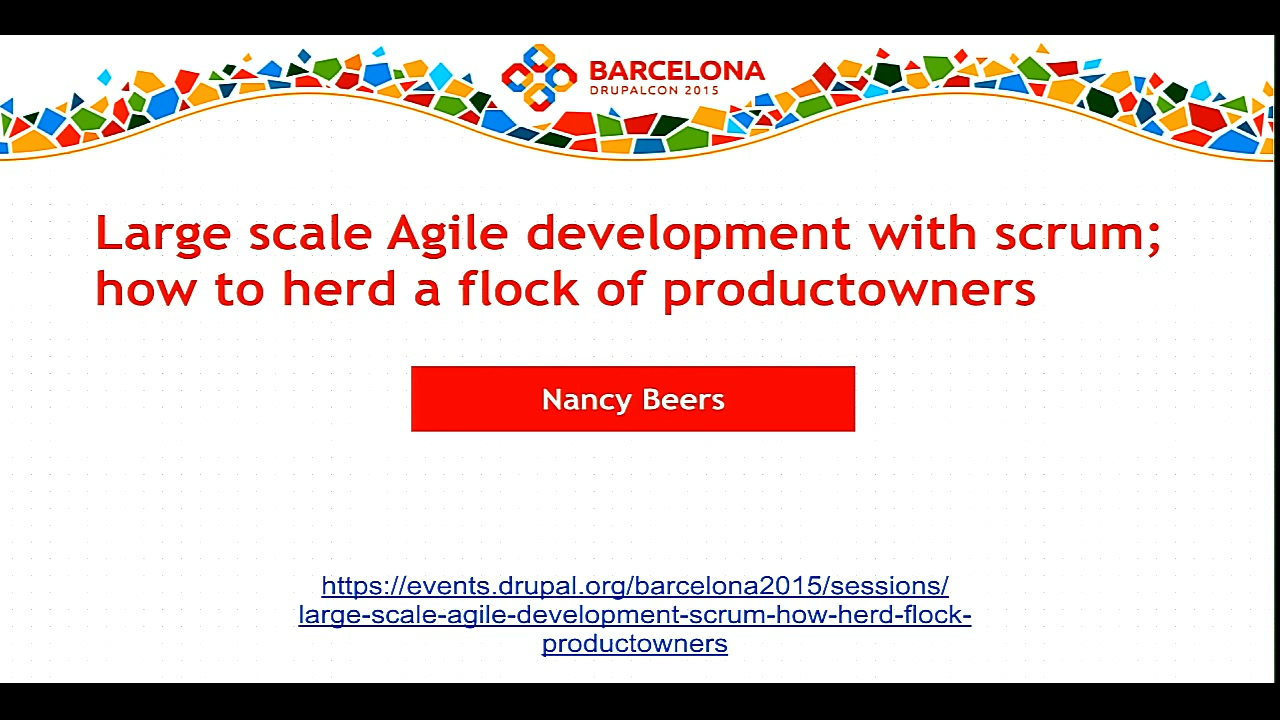 BARCELONA
DRUPALCON 2015
Large scale Agile development with scrum;
how to herd a flock of productowners
Nancy Beers
https://events.drupal.org/barcelona2015/sessions/
large-scale-agile-development-scrum-how-herd-flock-
productowners